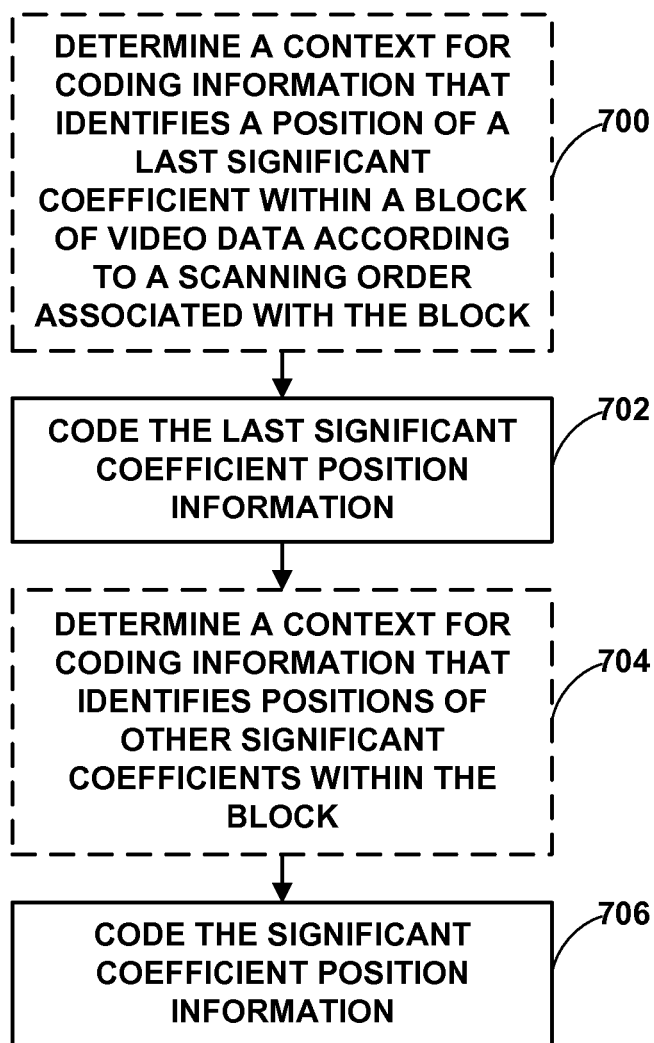 DETERMINE A CONTEXT FOR
CODING INFORMATION THAT
IDENTIFIES A POSITION OF A
LAST SIGNIFICANT
COEFFICIENT WITHIN A BLOCK
OF VIDEO DATA ACCORDING
TO A SCANNING ORDER
ASSOCIATED WITH THE BLOCK
700
CODE THE LAST SIGNIFICANT
COEFFICIENT POSITION
INFORMATION
702
DETERMINE A CONTEXT FOR
CODING INFORMATION THAT
IDENTIFIES POSITIONS OF
OTHER SIGNIFICANT
COEFFICIENTS WITHIN THE
BLOCK
704
CODE THE SIGNIFICANT
COEFFICIENT POSITION
INFORMATION
706